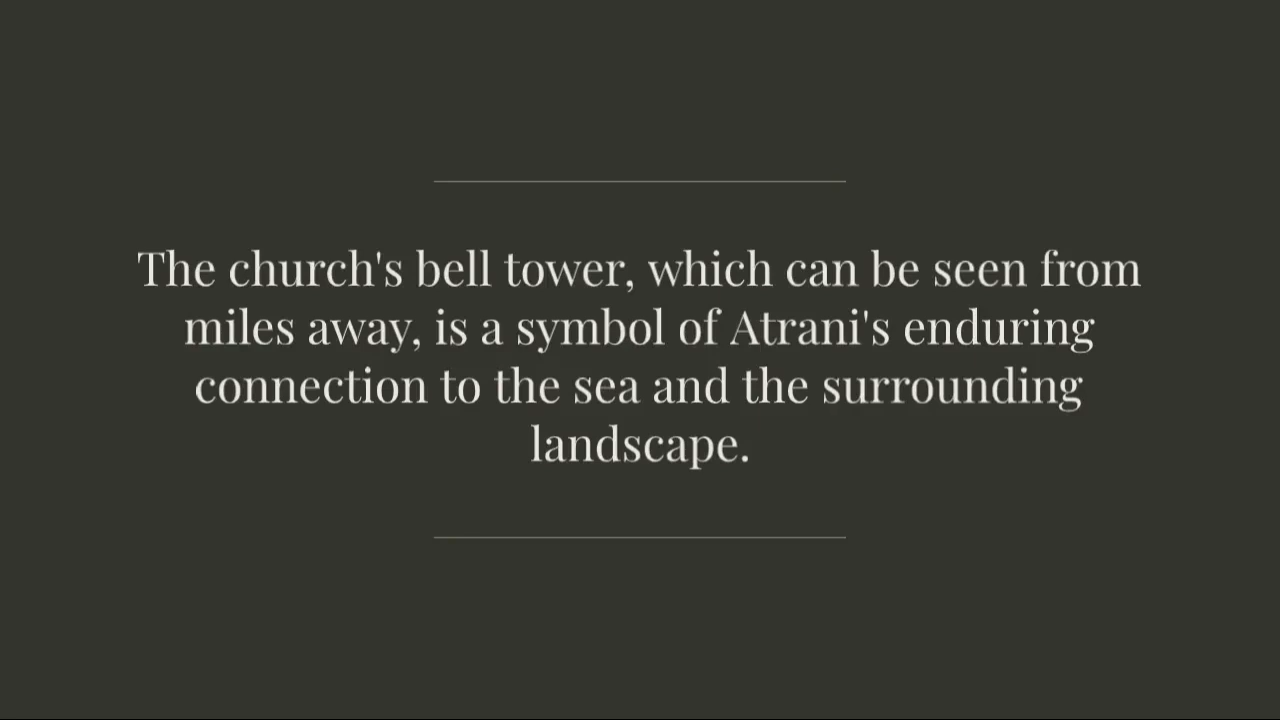 The church's bell tower, which can be seen from
miles away, is a symbol of Atrani's enduring
connection to the sea and the surrounding
landscape.